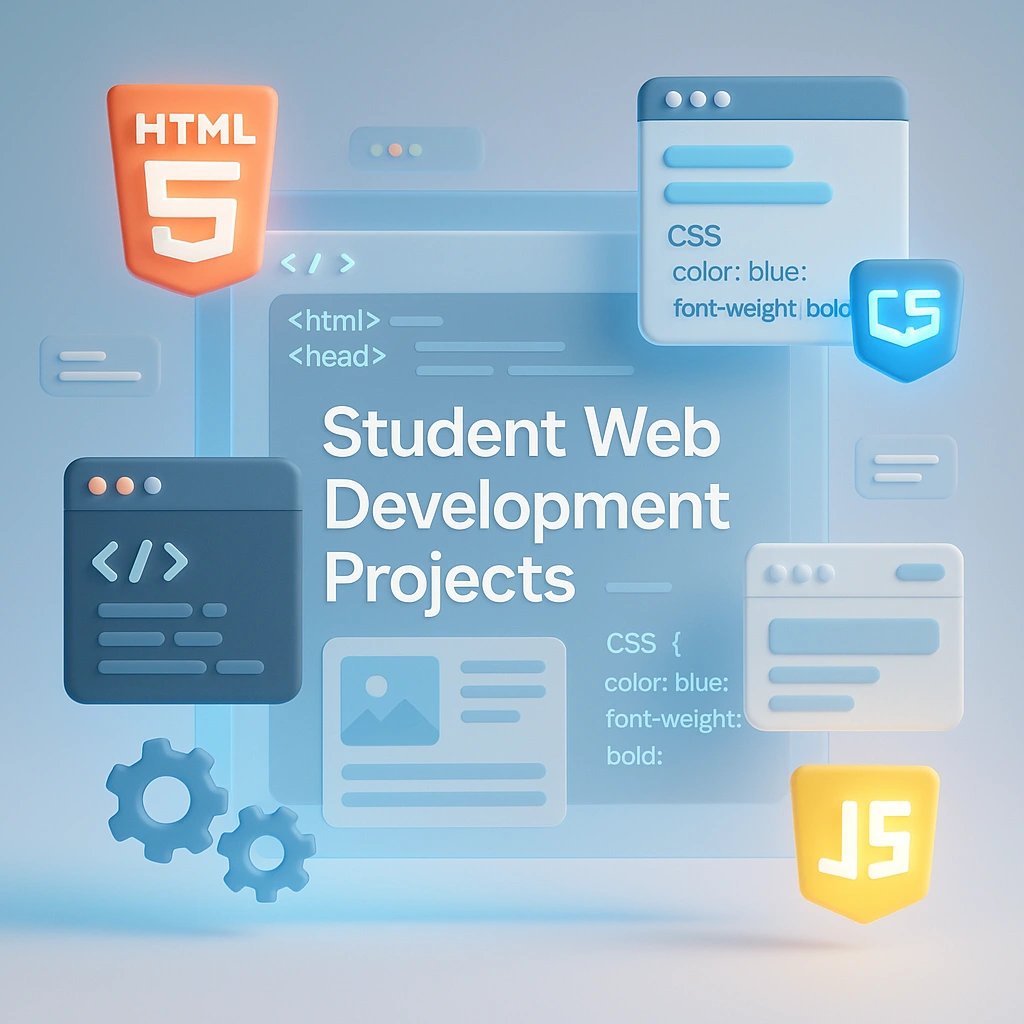 HTML
5
CSS
color: blue:
font-weight bold
CS
</>
<html>
<head>
Student Web
Development
Projects
</>
CSS {
color: blue:
font-weight:
bold:
JS